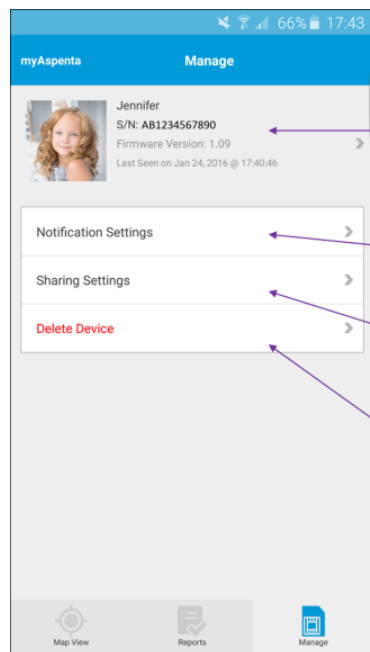 66% 17:43
myAspenta Manage
Jennifer
S/N: AB1234567890
Firmware Version: 1.09
Last Seen on Jan 24, 2016 @ 17:40:46
Notification Settings
Sharing Settings
Delete Device
Map View Reports Manage